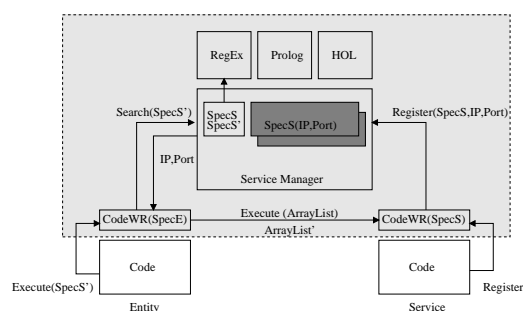 RegEx
Prolog
HOL
Search(SpecS')
SpecS
SpecS'
SpecS(IP,Port)
Register(SpecS,IP,Port)
IP,Port
Service Manager
CodeWR(SpecE)
Execute (ArrayList)
ArrayList'
CodeWR(SpecS)
Code
Code
Execute(SpecS')
Register
Entity
Service